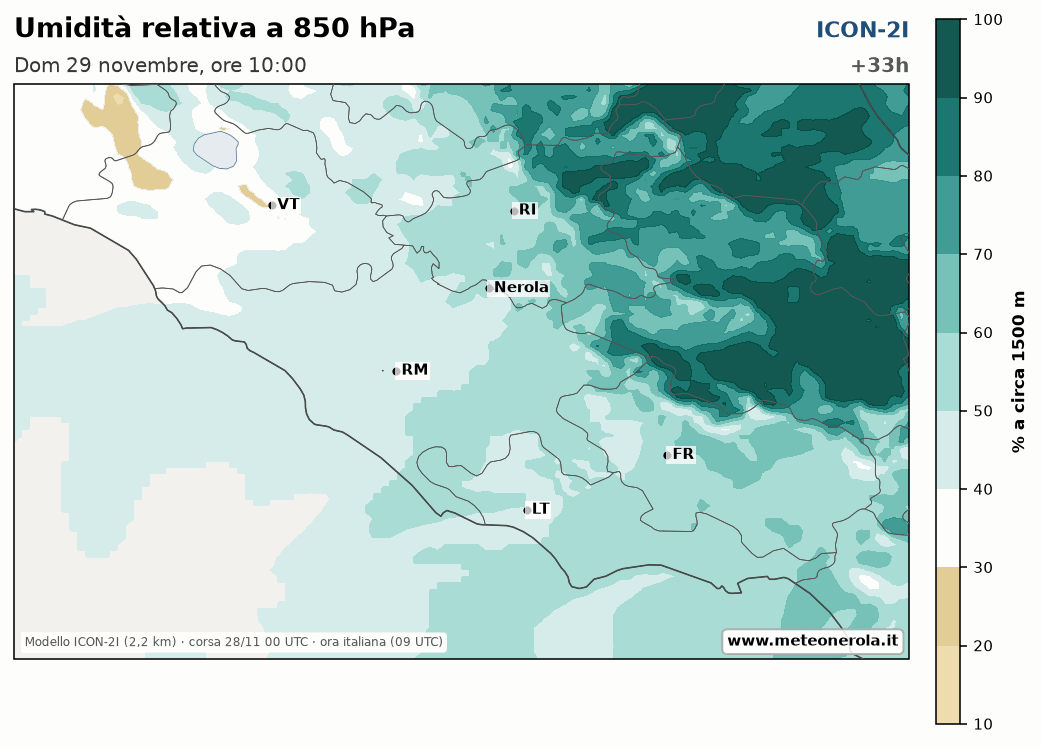 Umidità relativa a 850 hPa
ICON-2I
Dom 29 novembre, ore 10:00
+33h
VT
RI
Nerola
RM
FR
LT
Modello ICON-2I (2,2 km) · corsa 28/11 00 UTC · ora italiana (09 UTC)
www.meteonerola.it
100
90
80
70
60
50
40
30
20
10
% a circa 1500 m